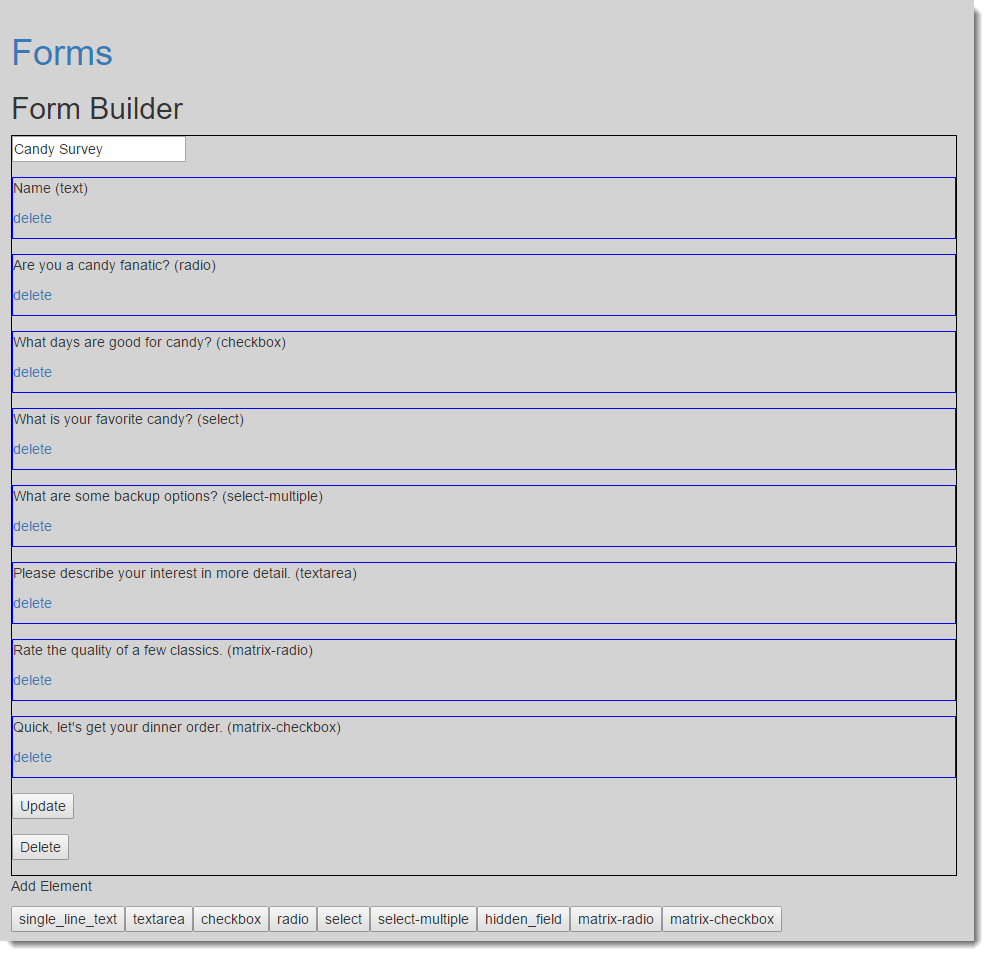 Forms
Form Builder
Candy Survey
Name (text)
delete
Are you a candy fanatic? (radio)
delete
What days are good for candy? (checkbox)
delete
What is your favorite candy? (select)
delete
What are some backup options? (select-multiple)
delete
Please describe your interest in more detail. (textarea)
delete
Rate the quality of a few classics. (matrix-radio)
delete
Quick, let's get your dinner order. (matrix-checkbox)
delete
Update
Delete
Add Element
single_line_text textarea checkbox radio select select-multiple hidden_field matrix-radio matrix-checkbox